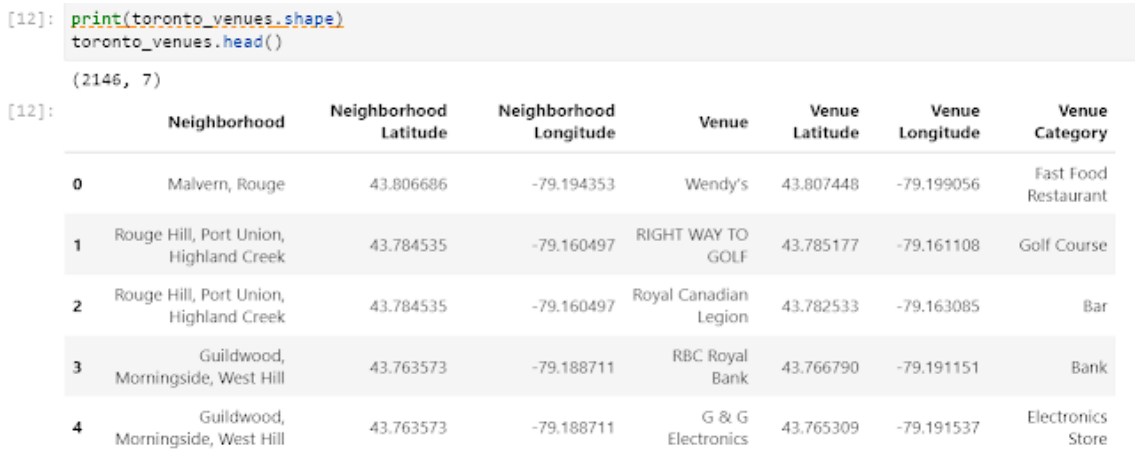 [12]: print(toronto_venues.shape)
toronto_venues.head()
(2146, 7)
[12]:
Neighborhood Neighborhood Latitude Neighborhood Longitude Venue Venue Latitude Venue Longitude Venue Category
0 Malvern, Rouge 43.806686 -79.194353 Wendy's 43.807448 -79.199056 Fast Food Restaurant
1 Rouge Hill, Port Union, Highland Creek 43.784535 -79.160497 RIGHT WAY TO GOLF 43.785177 -79.161108 Golf Course
2 Rouge Hill, Port Union, Highland Creek 43.784535 -79.160497 Royal Canadian Legion 43.782533 -79.163085 Bar
3 Guildwood, Morningside, West Hill 43.763573 -79.188711 RBC Royal Bank 43.766790 -79.191151 Bank
4 Guildwood, Morningside, West Hill 43.763573 -79.188711 G & G Electronics 43.765309 -79.191537 Electronics Store